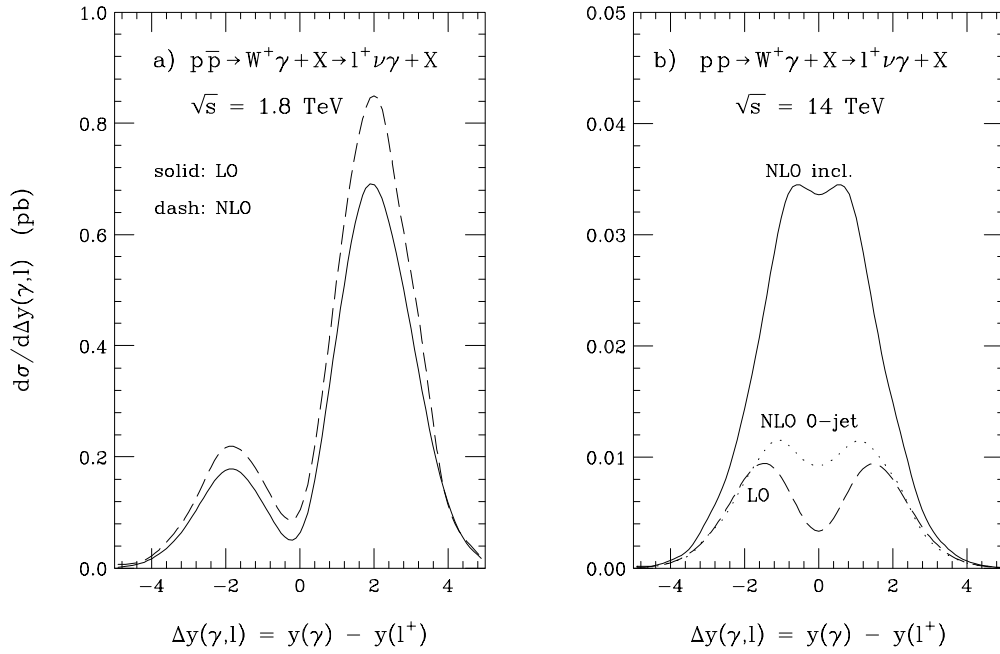 a) pp̅→W⁺γ+X→l⁺νγ+X
√s = 1.8 TeV
solid: LO
dash: NLO
dσ/dΔy(γ,l) (pb)
1.0
0.8
0.6
0.4
0.2
0.0
−4 −2 0 2 4
Δy(γ,l) = y(γ) − y(l⁺)
b) pp→W⁺γ+X→l⁺νγ+X
√s = 14 TeV
NLO incl.
NLO 0-jet
LO
0.05
0.04
0.03
0.02
0.01
0.00
−4 −2 0 2 4
Δy(γ,l) = y(γ) − y(l⁺)